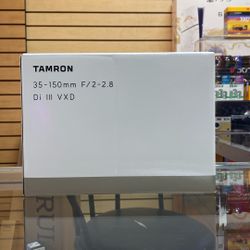 TAMRON
35-150mm F/2-2.8
Di III VXD